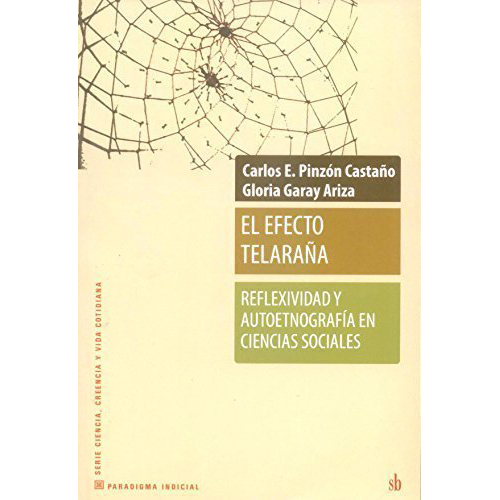 Carlos E. Pinzón Castaño
Gloria Garay Ariza
EL EFECTO
TELARAÑA
REFLEXIVIDAD Y
AUTOETNOGRAFÍA EN
CIENCIAS SOCIALES
SERIE CIENCIA, CREENCIA Y VIDA COTIDIANA
PARADIGMA INDICIAL
sb